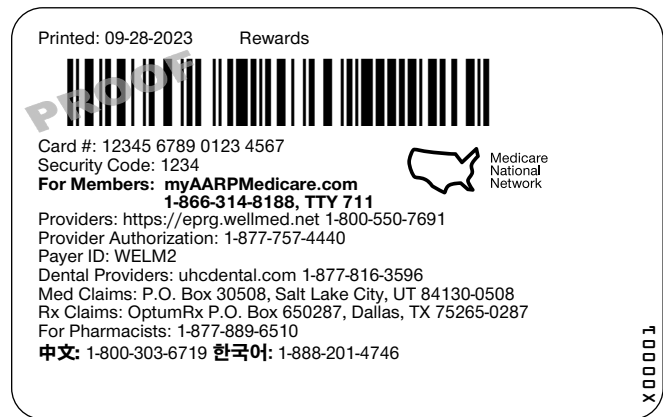 Printed: 09-28-2023 Rewards
PROOF
Card #: 12345 6789 0123 4567
Security Code: 1234
Medicare
National
Network
For Members: myAARPMedicare.com
1-866-314-8188, TTY 711
Providers: https://eprg.wellmed.net 1-800-550-7691
Provider Authorization: 1-877-757-4440
Payer ID: WELM2
Dental Providers: uhcdental.com 1-877-816-3596
Med Claims: P.O. Box 30508, Salt Lake City, UT 84130-0508
Rx Claims: OptumRx P.O. Box 650287, Dallas, TX 75265-0287
For Pharmacists: 1-877-889-6510
中文: 1-800-303-6719 한국어: 1-888-201-4746
X00001